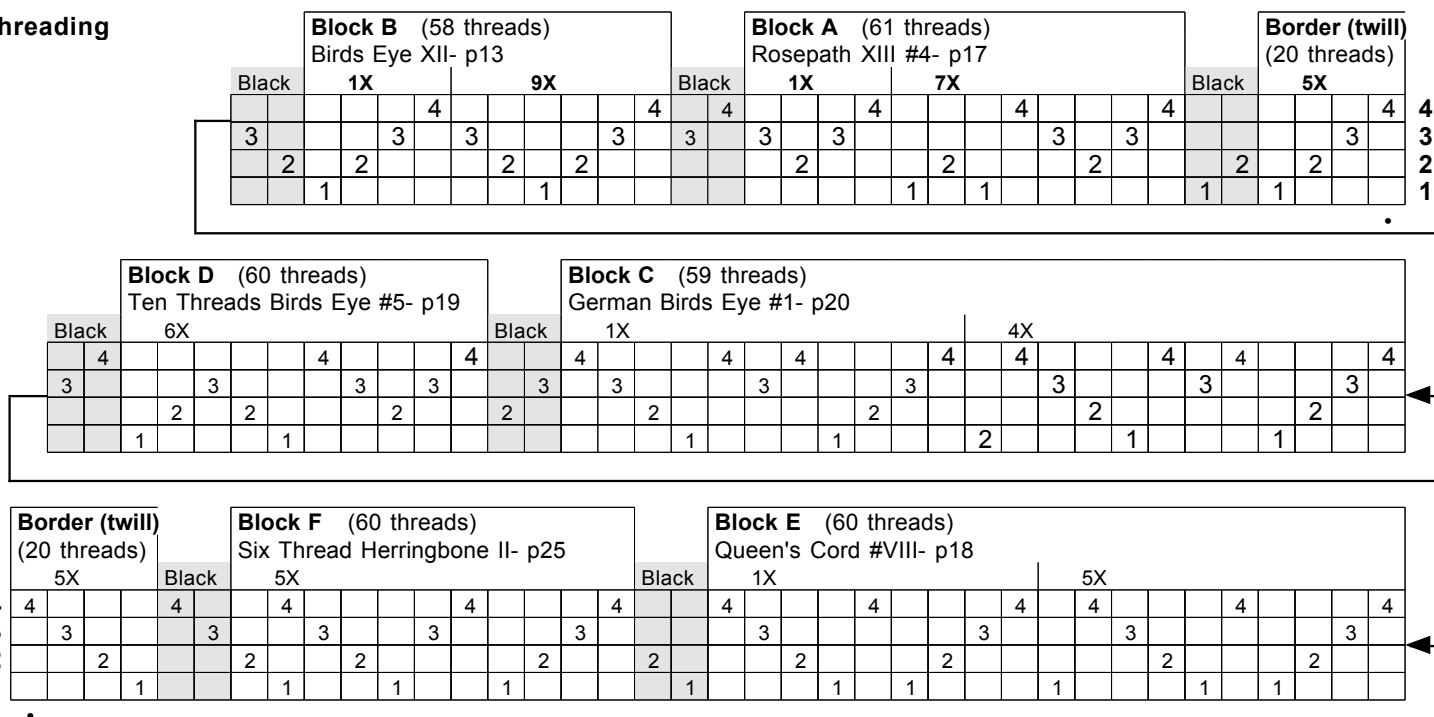 hreading
Block B (58 threads) Block A (61 threads) Border (twill)
Birds Eye XII- p13 Rosepath XIII #4- p17 (20 threads)
Black 1X 9X Black 1X 7X Black 5X
4 4 4 4 4 4 4 4
3 3 3 3 3 3 3 3 3 3 3
2 2 2 2 2 2 2 2 2 2
1 1 1 1 1 1 1
Block D (60 threads) Block C (59 threads)
Ten Threads Birds Eye #5- p19 German Birds Eye #1- p20
Black 6X Black 1X 4X
4 4 4 4 4 4 4 4 4 4 4
3 3 3 3 3 3 3 3 3 3 3
2 2 2 2 2 2 2 2
1 1 1 1 2 1 1
Border (twill) Block F (60 threads) Block E (60 threads)
(20 threads) Six Thread Herringbone II- p25 Queen's Cord #VIII- p18
5X Black 5X Black 1X 5X
4 4 4 4 4 4 4 4 4 4 4
3 3 3 3 3 3 3 3 3
2 2 2 2 2 2 2 2 2
1 1 1 1 1 1 1 1 1 1